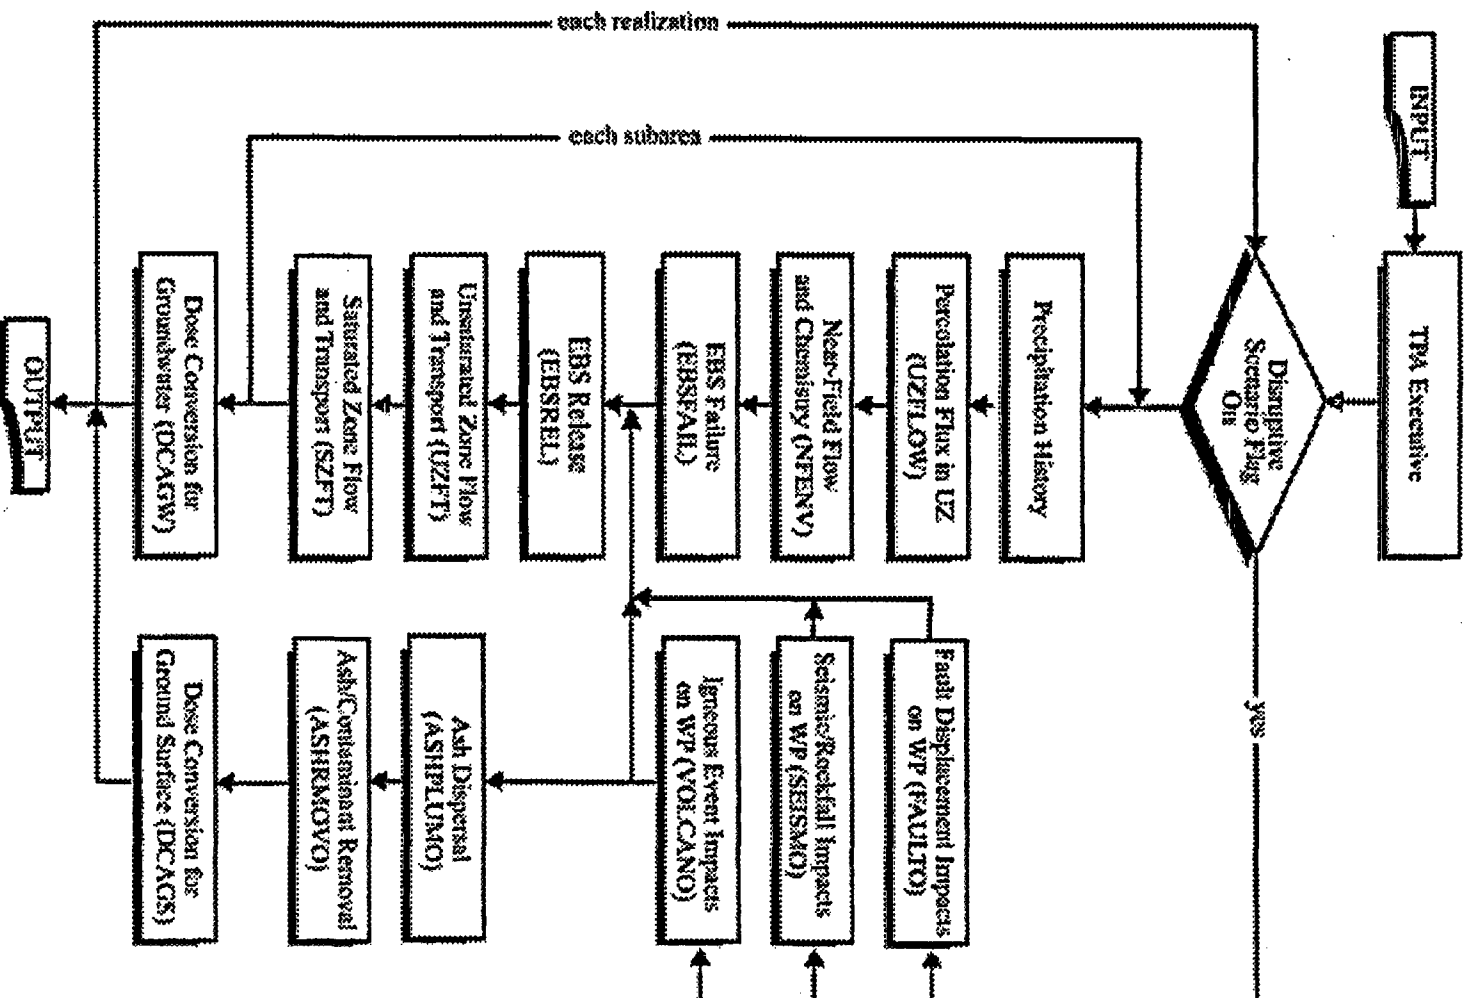 INPUT
TPA Executive
Disruptive
Scenario Flag
On
yes
each realization
each subarea
Precipitation History
Percolation Flux in UZ
(UZFLOW)
Near-Field Flow
and Chemistry (NFENV)
EBS Failure
(EBSFAIL)
EBS Release
(EBSREL)
Unsaturated Zone Flow
and Transport (UZFT)
Saturated Zone Flow
and Transport (SZFT)
Dose Conversion for
Groundwater (DCAGW)
OUTPUT
Fault Displacement Impacts
on WP (FAULTO)
Seismic/Rockfall Impacts
on WP (SEISMO)
Igneous Event Impacts
on WP (VOLCANO)
Ash Dispersal
(ASHPLUMO)
Ash/Contaminant Removal
(ASHRMOVO)
Dose Conversion for
Ground Surface (DCAGS)